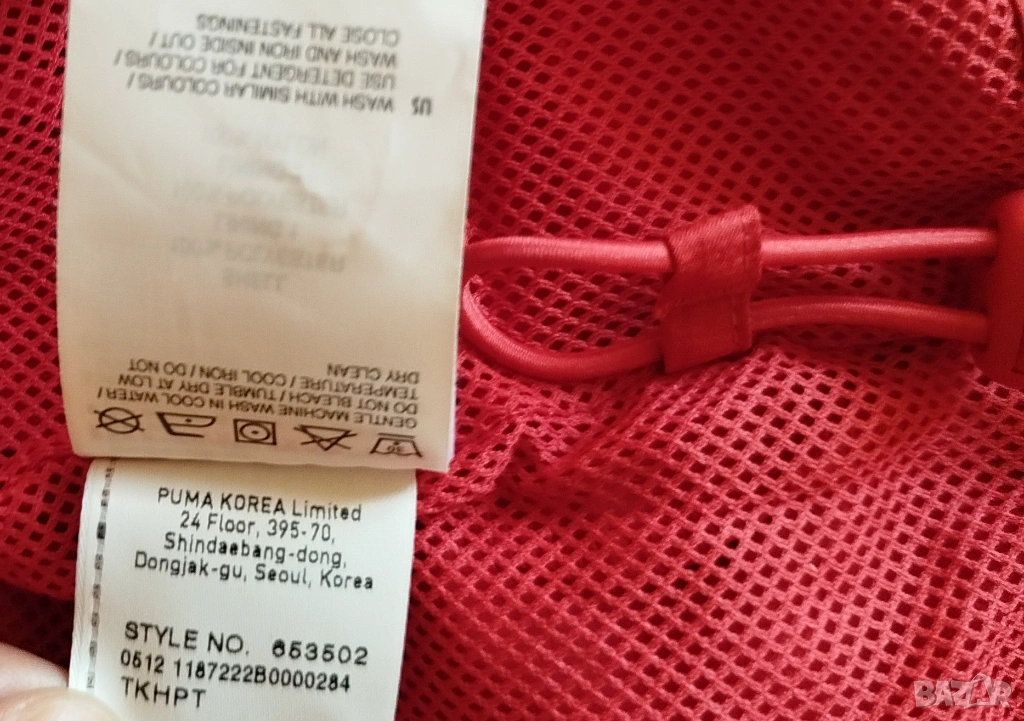 US WASH WITH SIMILAR COLOURS /
USE DETERGENT FOR COLOURS /
WASH AND IRON INSIDE OUT /
CLOSE ALL FASTENINGS
30
GENTLE MACHINE WASH IN COOL WATER /
DO NOT BLEACH / TUMBLE DRY AT LOW
TEMPERATURE / COOL IRON / DO NOT
DRY CLEAN
PUMA KOREA Limited
24 Floor, 395-70,
Shindaebang-dong,
Dongjak-gu, Seoul, Korea
STYLE NO. 653502
0512 1187222B0000284
TKHPT
BAZAR